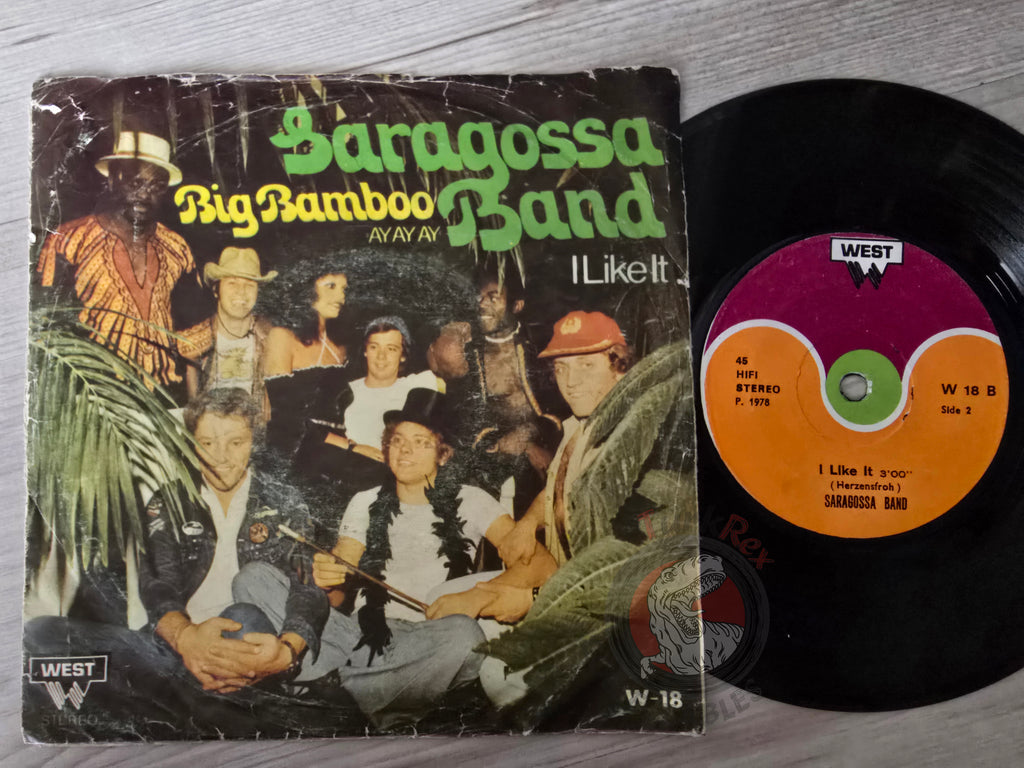 Saragossa
Band
Big Bamboo
AY AY AY
I Like It
WEST
STEREO
W-18
WEST
45
HIFI
STEREO
P. 1978
W 18 B
Side 2
I Like It 3'00''
(Herzensfroh)
SARAGOSSA BAND
Rex